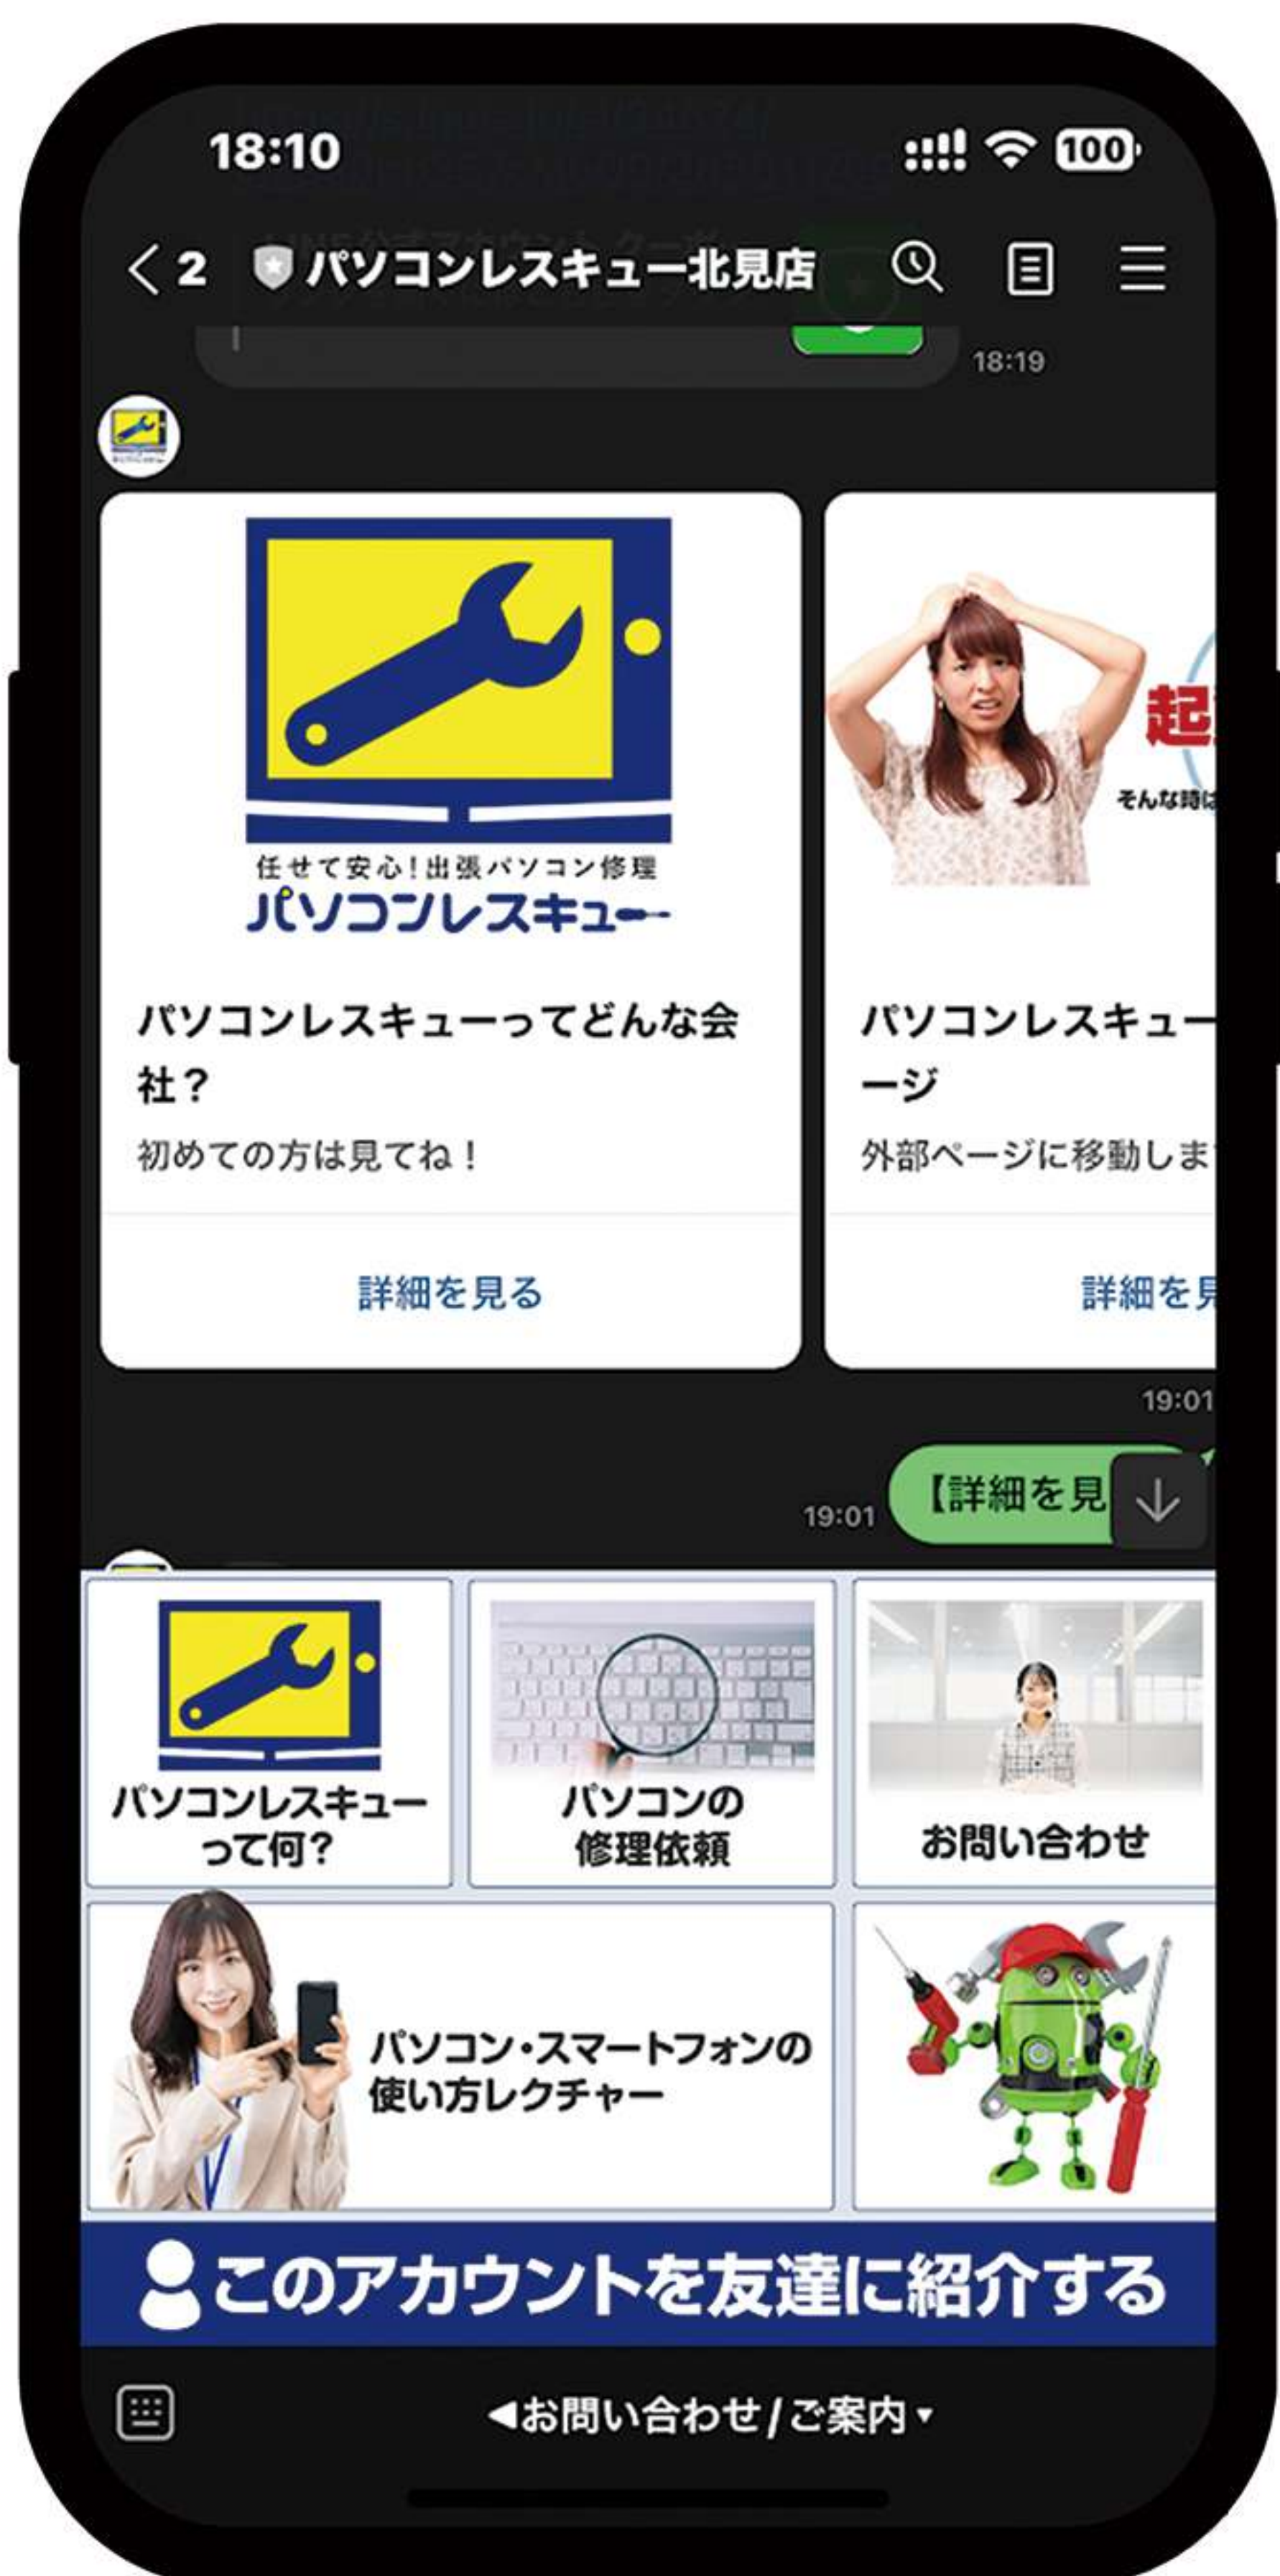 18:10
100
2 パソコンレスキュー北見店
18:19
起
そんな時は
任せて安心!出張パソコン修理
パソコンレスキュー
パソコンレスキューってどんな会
社?
初めての方は見てね!
詳細を見る
パソコンレスキュー
ージ
外部ページに移動しま
詳細を見
19:01
19:01
【詳細を見
パソコンレスキュー
って何?
パソコンの
修理依頼
お問い合わせ
パソコン・スマートフォンの
使い方レクチャー
このアカウントを友達に紹介する
◀お問い合わせ/ご案内▼